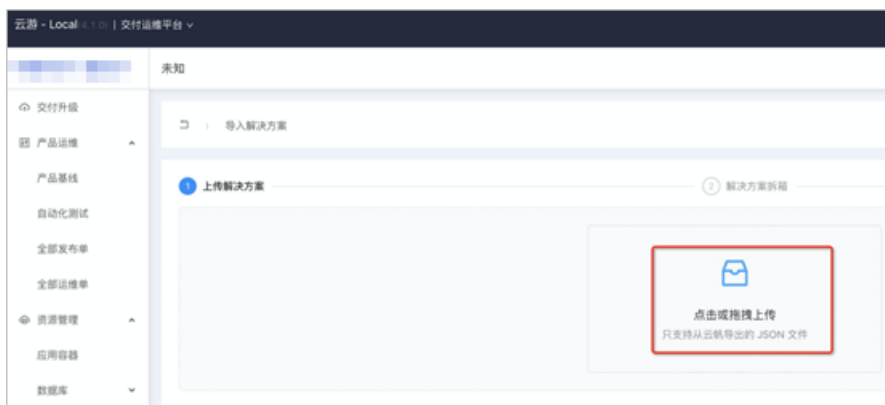 云游 - Local(4.1.0) | 交付运维平台
未知
交付升级
导入解决方案
产品运维
产品基线
1 上传解决方案
2 解决方案拆箱
自动化测试
全部发布单
全部运维单
点击或拖拽上传
只支持从云帆导出的 JSON 文件
资源管理
应用容器
数据库